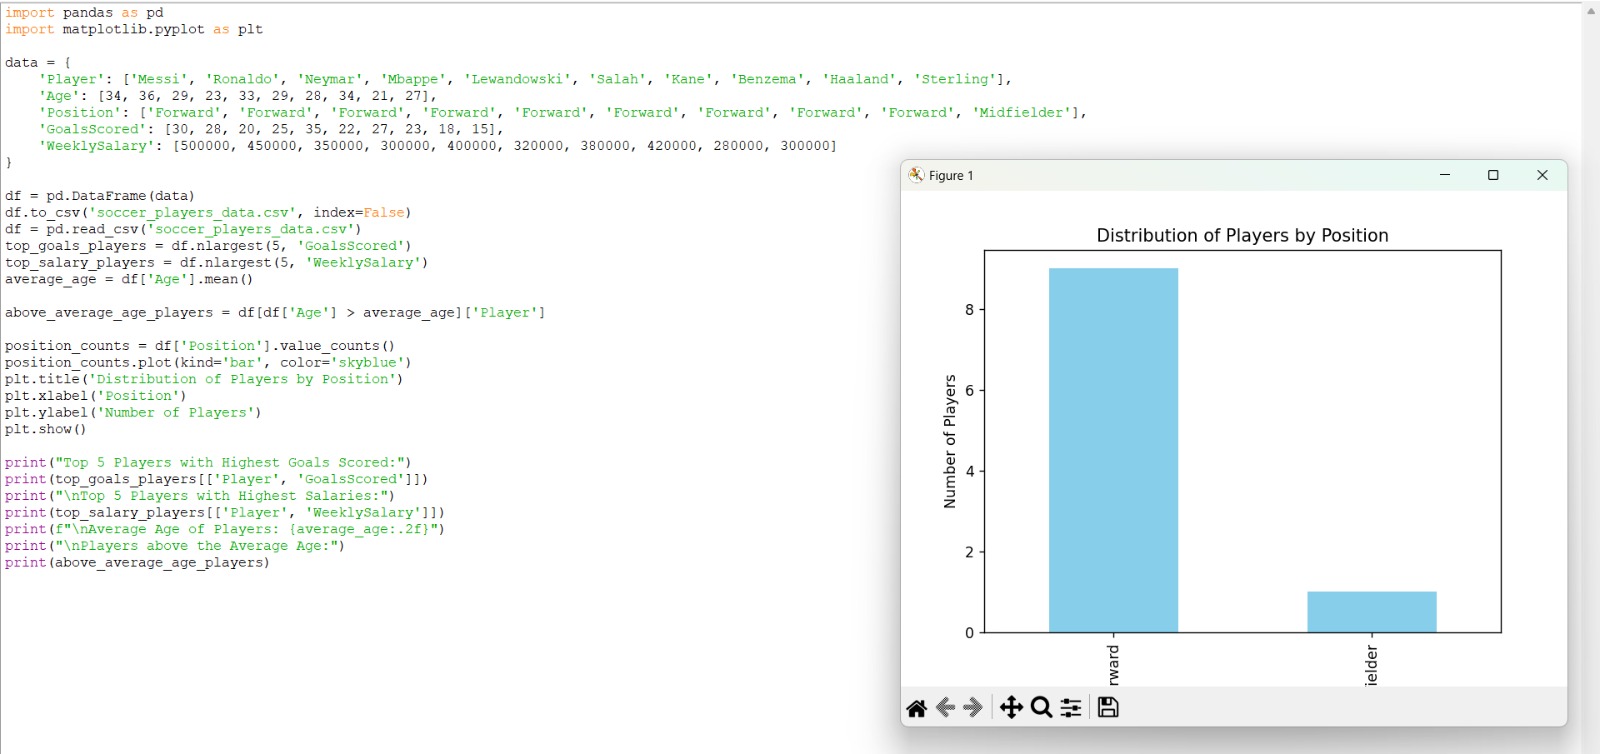 import pandas as pd
import matplotlib.pyplot as plt
data = {
    'Player': ['Messi', 'Ronaldo', 'Neymar', 'Mbappe', 'Lewandowski', 'Salah', 'Kane', 'Benzema', 'Haaland', 'Sterling'],
    'Age': [34, 36, 29, 23, 33, 29, 28, 34, 21, 27],
    'Position': ['Forward', 'Forward', 'Forward', 'Forward', 'Forward', 'Forward', 'Forward', 'Forward', 'Forward', 'Midfielder'],
    'GoalsScored': [30, 28, 20, 25, 35, 22, 27, 23, 18, 15],
    'WeeklySalary': [500000, 450000, 350000, 300000, 400000, 320000, 380000, 420000, 280000, 300000]
}
df = pd.DataFrame(data)
df.to_csv('soccer_players_data.csv', index=False)
df = pd.read_csv('soccer_players_data.csv')
top_goals_players = df.nlargest(5, 'GoalsScored')
top_salary_players = df.nlargest(5, 'WeeklySalary')
average_age = df['Age'].mean()
above_average_age_players = df[df['Age'] > average_age]['Player']
position_counts = df['Position'].value_counts()
position_counts.plot(kind='bar', color='skyblue')
plt.title('Distribution of Players by Position')
plt.xlabel('Position')
plt.ylabel('Number of Players')
plt.show()
print("Top 5 Players with Highest Goals Scored:")
print(top_goals_players[['Player', 'GoalsScored']])
print("\nTop 5 Players with Highest Salaries:")
print(top_salary_players[['Player', 'WeeklySalary']])
print(f"\nAverage Age of Players: {average_age:.2f}")
print("\nPlayers above the Average Age:")
print(above_average_age_players)
Figure 1
Distribution of Players by Position
Number of Players
8
6
4
2
0
rward
ielder